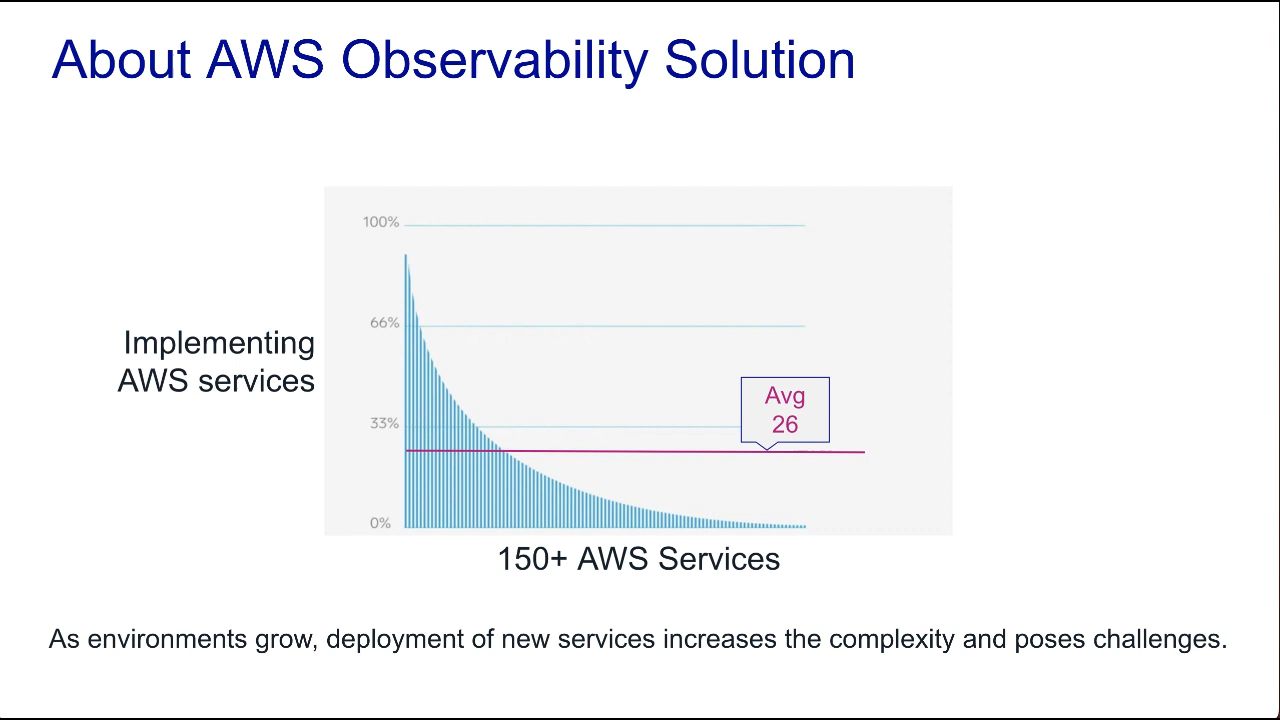 About AWS Observability Solution
100%
66%
33%
0%
Implementing
AWS services
Avg
26
150+ AWS Services
As environments grow, deployment of new services increases the complexity and poses challenges.